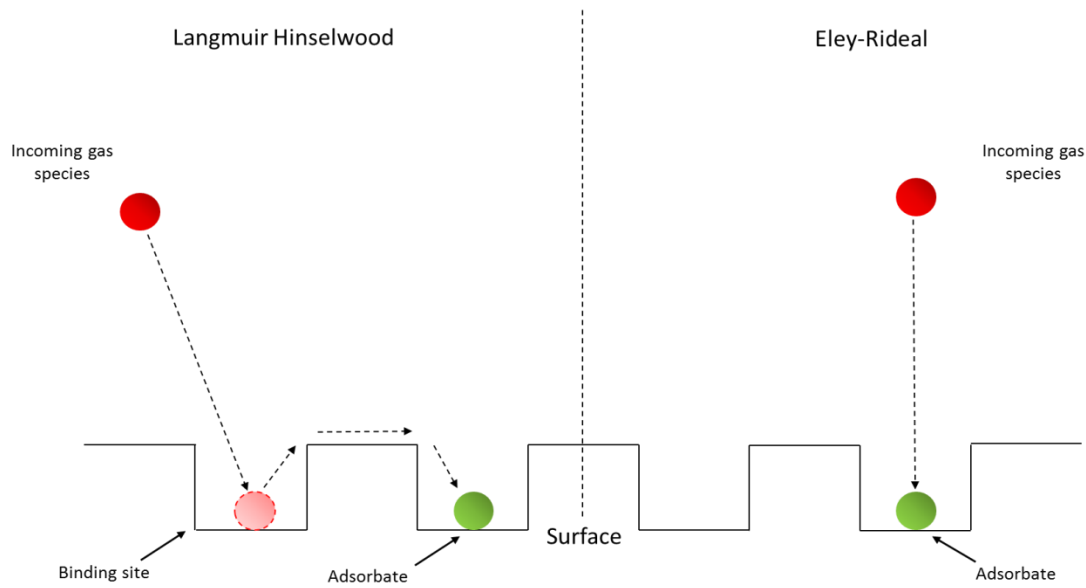 Langmuir Hinselwood
Eley-Rideal
Incoming gas
species
Incoming gas
species
Surface
Binding site
Adsorbate
Adsorbate